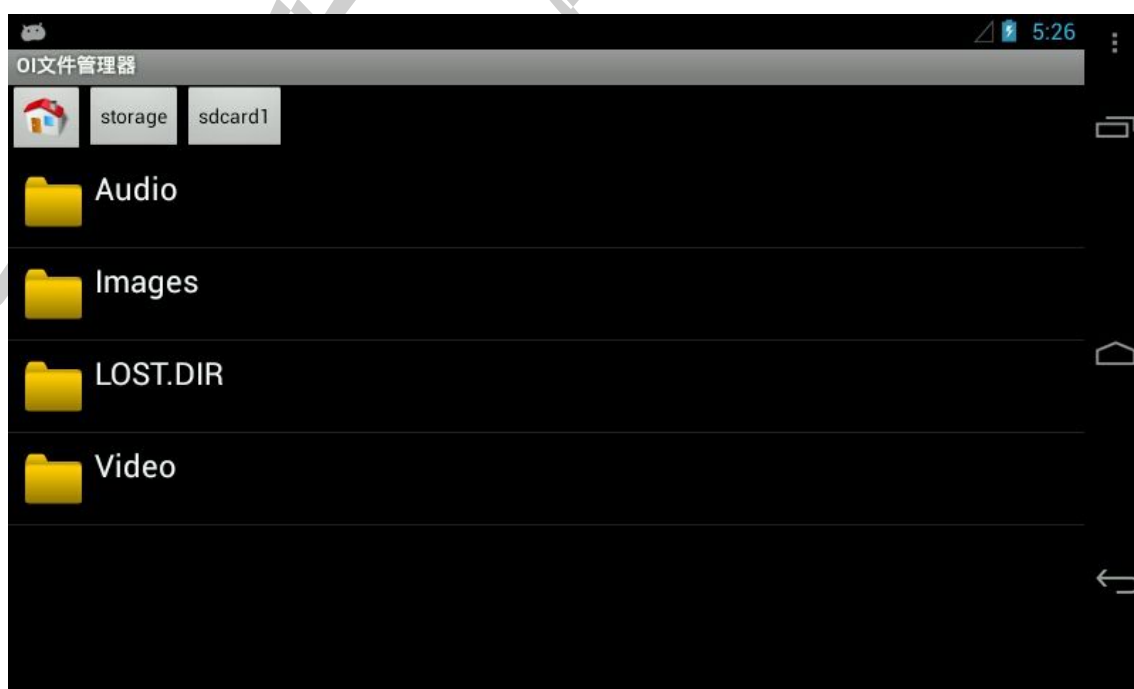 5:26
OI文件管理器
storage sdcard1
Audio
Images
LOST.DIR
Video